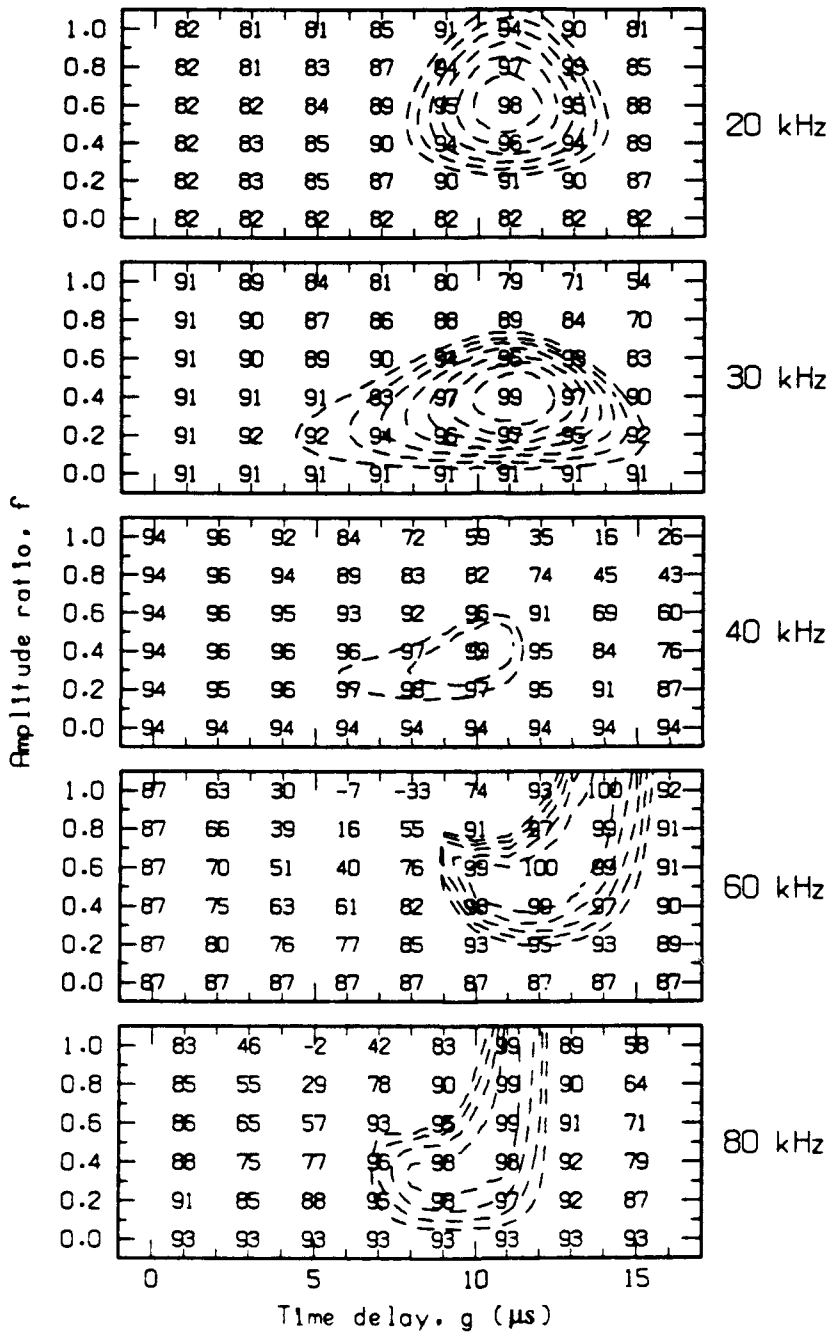 1.0 82 81 81 85 91 94 90 81
0.8 82 81 83 87 94 97 93 85
0.6 82 82 84 89 95 98 95 88
0.4 82 83 85 90 94 96 94 89
0.2 82 83 85 87 90 91 90 87
0.0 82 82 82 82 82 82 82 82
20 kHz
1.0 91 89 84 81 80 79 71 54
0.8 91 90 87 86 88 89 84 70
0.6 91 90 89 90 94 95 93 83
0.4 91 91 91 83 97 99 97 90
0.2 91 92 92 94 96 97 95 92
0.0 91 91 91 91 91 91 91 91
30 kHz
1.0 94 96 92 84 72 59 35 16 26
0.8 94 96 94 89 83 82 74 45 43
0.6 94 96 95 93 92 96 91 69 60
0.4 94 96 96 96 97 99 95 84 76
0.2 94 95 96 97 98 97 95 91 87
0.0 94 94 94 94 94 94 94 94 94
40 kHz
1.0 87 63 30 -7 -33 74 93 100 92
0.8 87 66 39 16 55 91 97 99 91
0.6 87 70 51 40 76 99 100 89 91
0.4 87 75 63 61 82 98 98 97 90
0.2 87 80 76 77 85 93 95 93 89
0.0 87 87 87 87 87 87 87 87 87
60 kHz
1.0 83 46 -2 42 83 99 89 58
0.8 85 55 29 78 90 99 90 64
0.6 86 65 57 93 95 99 91 71
0.4 88 75 77 96 98 98 92 79
0.2 91 85 88 95 98 97 92 87
0.0 93 93 93 93 93 93 93 93
80 kHz
0 5 10 15
Time delay, g (µs)
Amplitude ratio, f